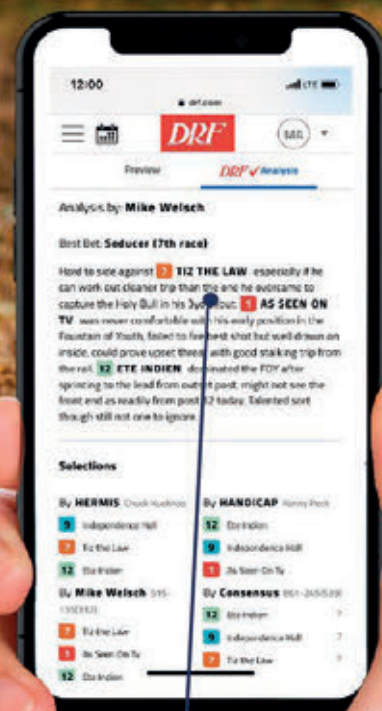 12:00
LTE
drf.com
DRF
MR
Preview
DRF Analysis
Analysis by: Mike Welsch
Best Bet: Seducer (7th race)
Hard to side against 7 TIZ THE LAW especially if he
can work out cleaner trip than the one he overcame to
capture the Holy Bull in his 3yo debut. 1 AS SEEN ON
TV was never comfortable with his early position in the
Fountain of Youth, failed to fire best shot but well drawn on
inside, could prove upset threat with good stalking trip from
the rail. 12 ETE INDIEN dominated the FOY after
sprinting to the lead from outset post, might not see the
front end as readily from post 12 today. Talented sort
though still not one to ignore.
Selections
By HERMIS
9 Independence Hall
7 Tiz the Law
12 Ete Indien
By Mike Welsch
7 Tiz the Law
1 As Seen On Tv
12 Ete Indien
By HANDICAP
12 Ete Indien
9 Independence Hall
1 As Seen On Tv
By Consensus
12 Ete Indien 7
9 Independence Hall 7
7 Tiz the Law